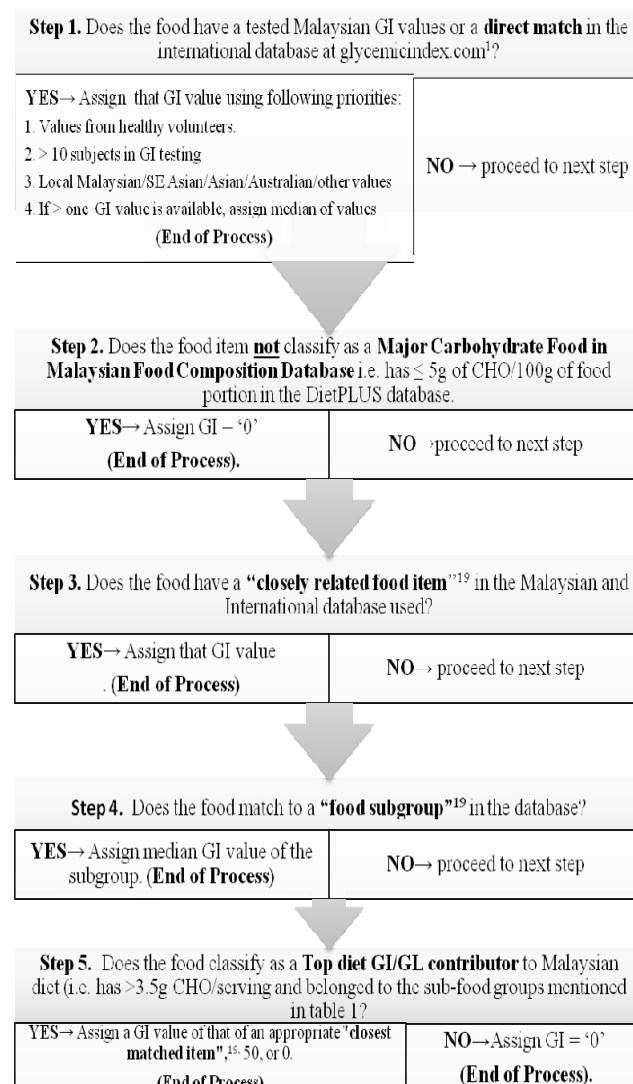 Step 1. Does the food have a tested Malaysian GI values or a direct match in the
international database at glycemicindex.com¹?
YES→ Assign that GI value using following priorities:
1. Values from healthy volunteers.
2. > 10 subjects in GI testing
3. Local Malaysian/SE Asian/Asian/Australian/other values
4. If > one GI value is available, assign median of values
(End of Process)
NO → proceed to next step
Step 2. Does the food item not classify as a Major Carbohydrate Food in
Malaysian Food Composition Database i.e. has ≤ 5g of CHO/100g of food
portion in the DietPLUS database.
YES→ Assign GI – ‘0’
(End of Process).
NO →proceed to next step
Step 3. Does the food have a “closely related food item”¹⁹ in the Malaysian and
International database used?
YES→ Assign that GI value
. (End of Process)
NO→ proceed to next step
Step 4. Does the food match to a “food subgroup”¹⁹ in the database?
YES→ Assign median GI value of the
subgroup. (End of Process)
NO→ proceed to next step
Step 5. Does the food classify as a Top diet GI/GL contributor to Malaysian
diet (i.e. has >3.5g CHO/serving and belonged to the sub-food groups mentioned
in table 1?
YES→ Assign a GI value of that of an appropriate "closest
matched item", 50, or 0.
(End of Process)
NO→Assign GI = ‘0’
(End of Process).